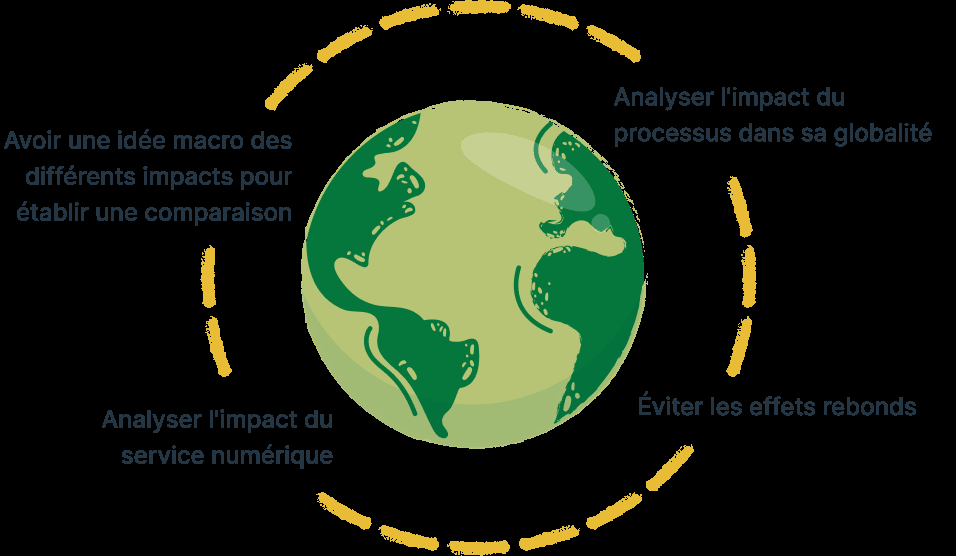 Avoir une idée macro des
différents impacts pour
établir une comparaison
Analyser l'impact du
processus dans sa globalité
Analyser l'impact du
service numérique
Éviter les effets rebonds